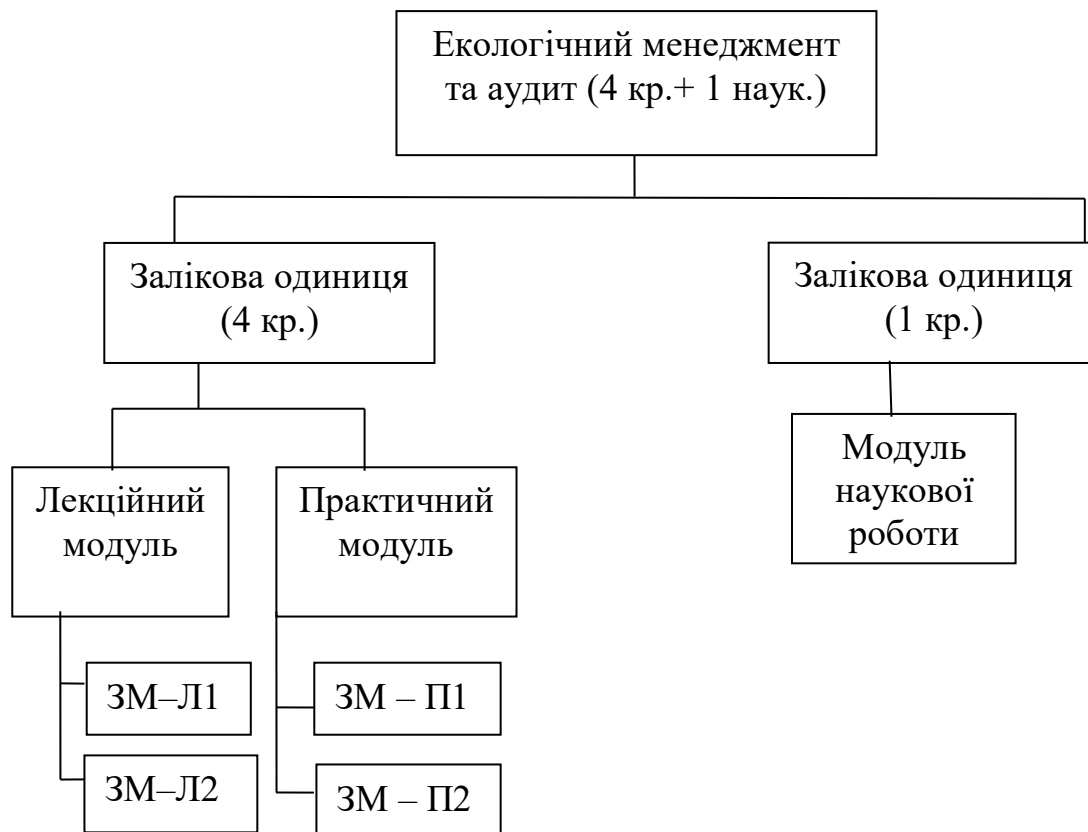 Екологічний менеджмент
та аудит (4 кр.+ 1 наук.)
Залікова одиниця
(4 кр.)
Залікова одиниця
(1 кр.)
Лекційний
модуль
Практичний
модуль
Модуль
наукової
роботи
ЗМ–Л1
ЗМ – П1
ЗМ–Л2
ЗМ – П2